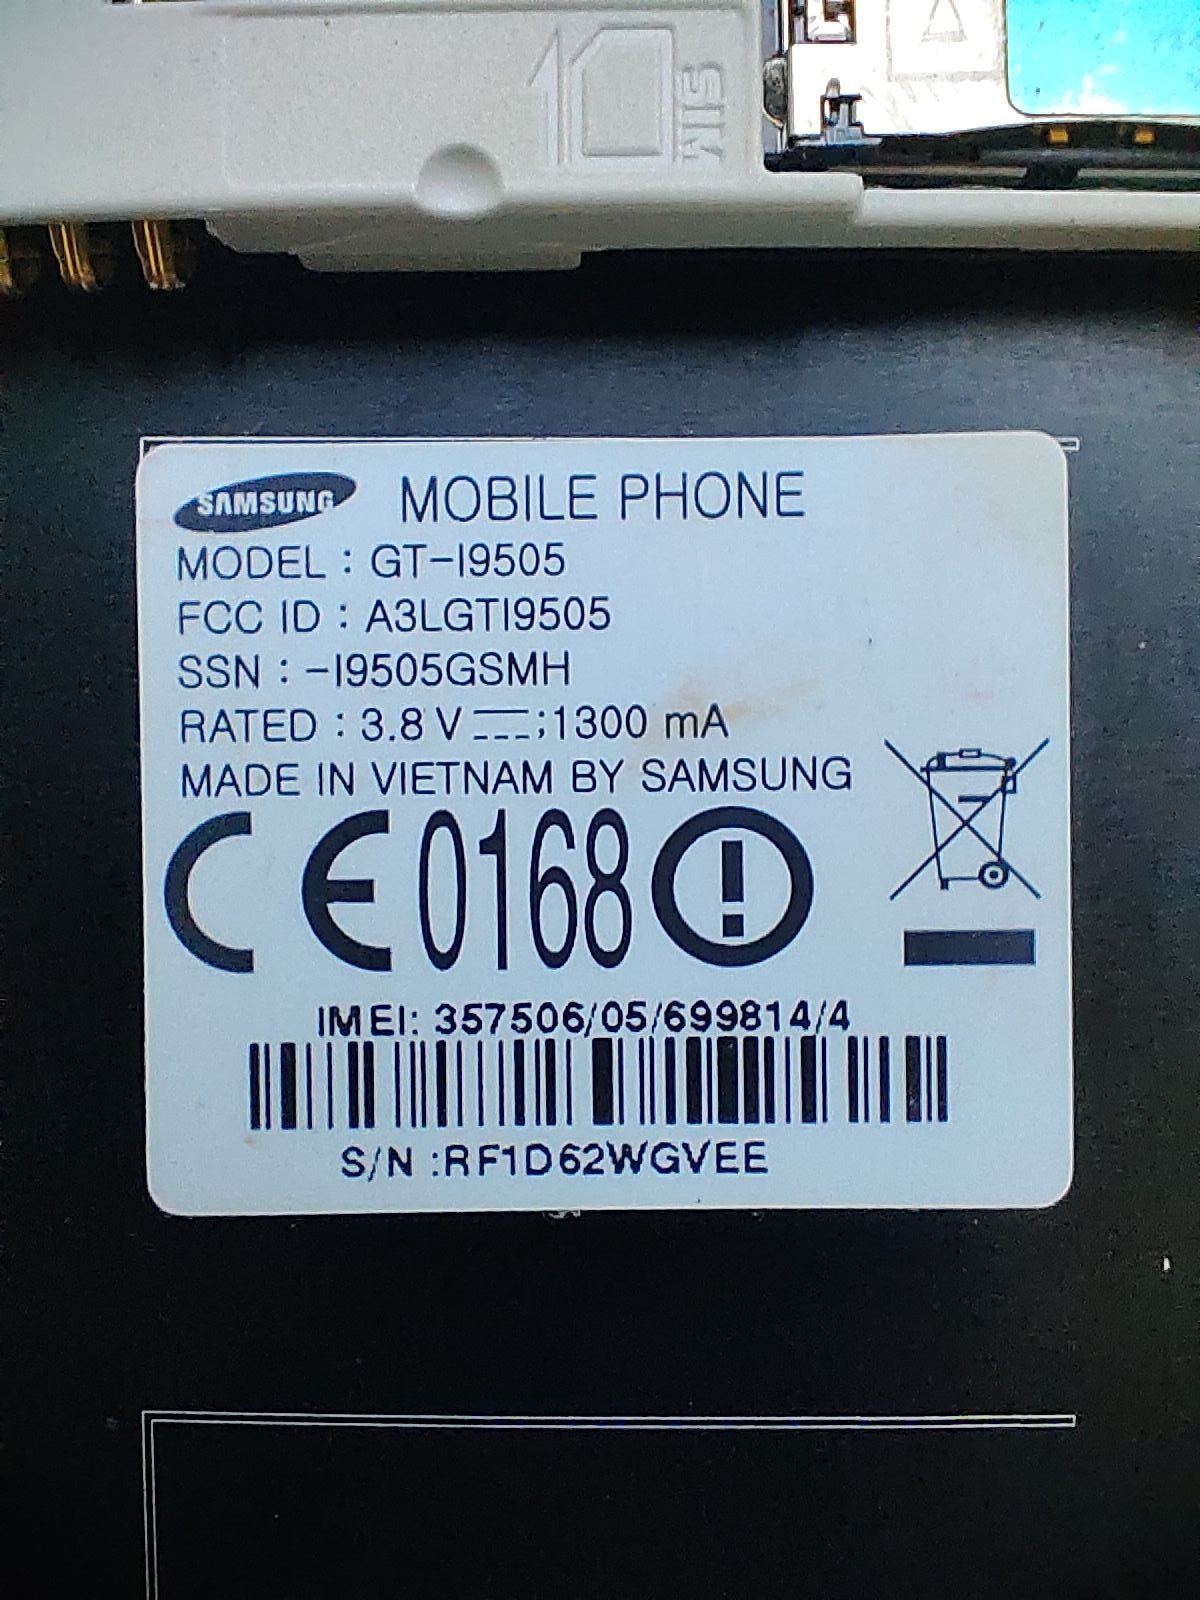 SIM
SAMSUNG MOBILE PHONE
MODEL : GT-I9505
FCC ID : A3LGTI9505
SSN : -I9505GSMH
RATED : 3.8 V ⎓;1300 mA
MADE IN VIETNAM BY SAMSUNG
CE0168
IMEI: 357506/05/699814/4
S/N :RF1D62WGVEE